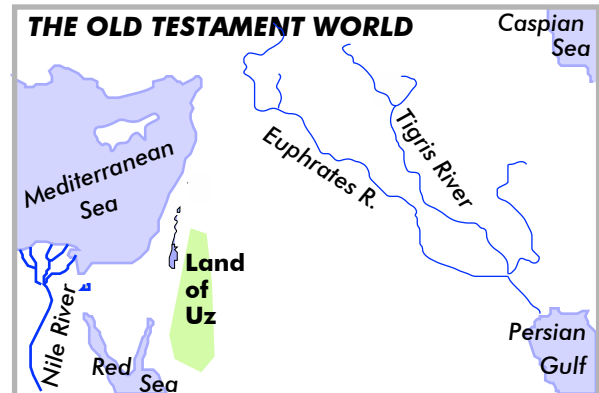 THE OLD TESTAMENT WORLD
Caspian
Sea
Mediterranean
Sea
Euphrates R.
Tigris River
Land
of
Uz
Nile River
Red
Sea
Persian
Gulf